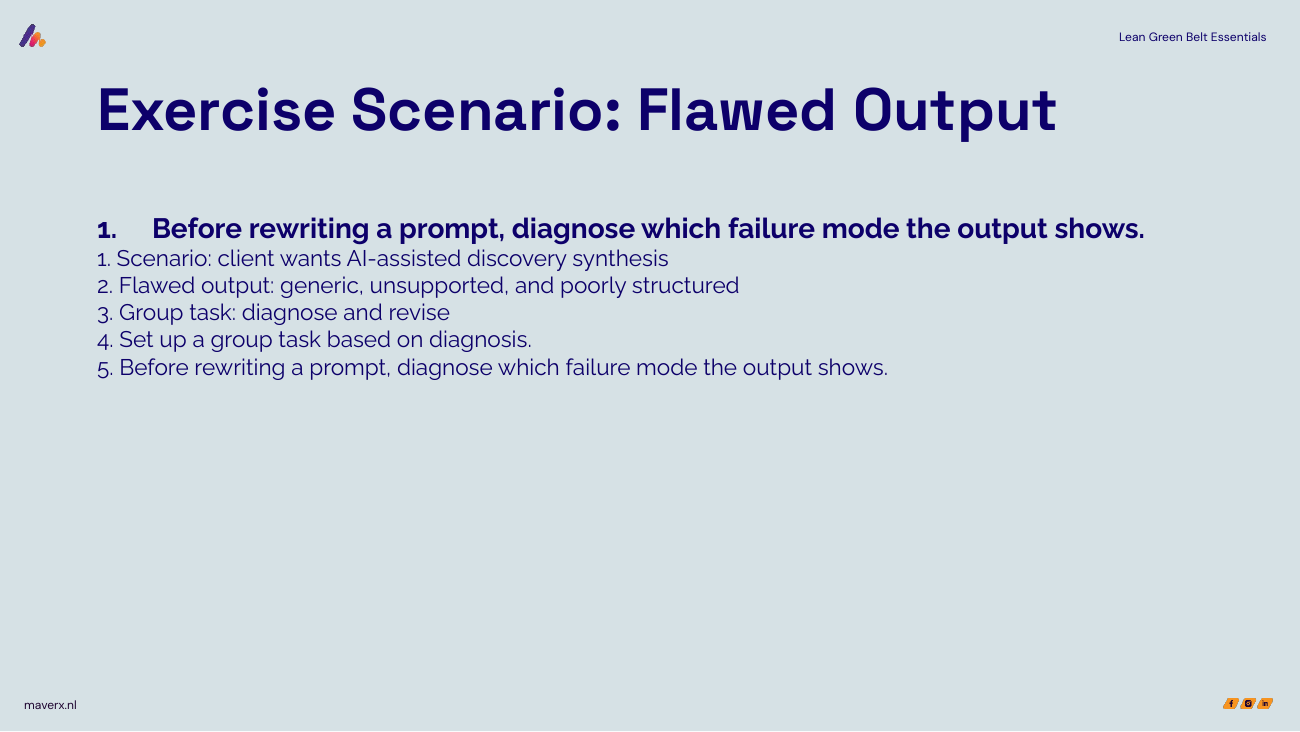 Lean Green Belt Essentials
Exercise Scenario: Flawed Output
1. Before rewriting a prompt, diagnose which failure mode the output shows.
1. Scenario: client wants AI-assisted discovery synthesis
2. Flawed output: generic, unsupported, and poorly structured
3. Group task: diagnose and revise
4. Set up a group task based on diagnosis.
5. Before rewriting a prompt, diagnose which failure mode the output shows.
maverx.nl